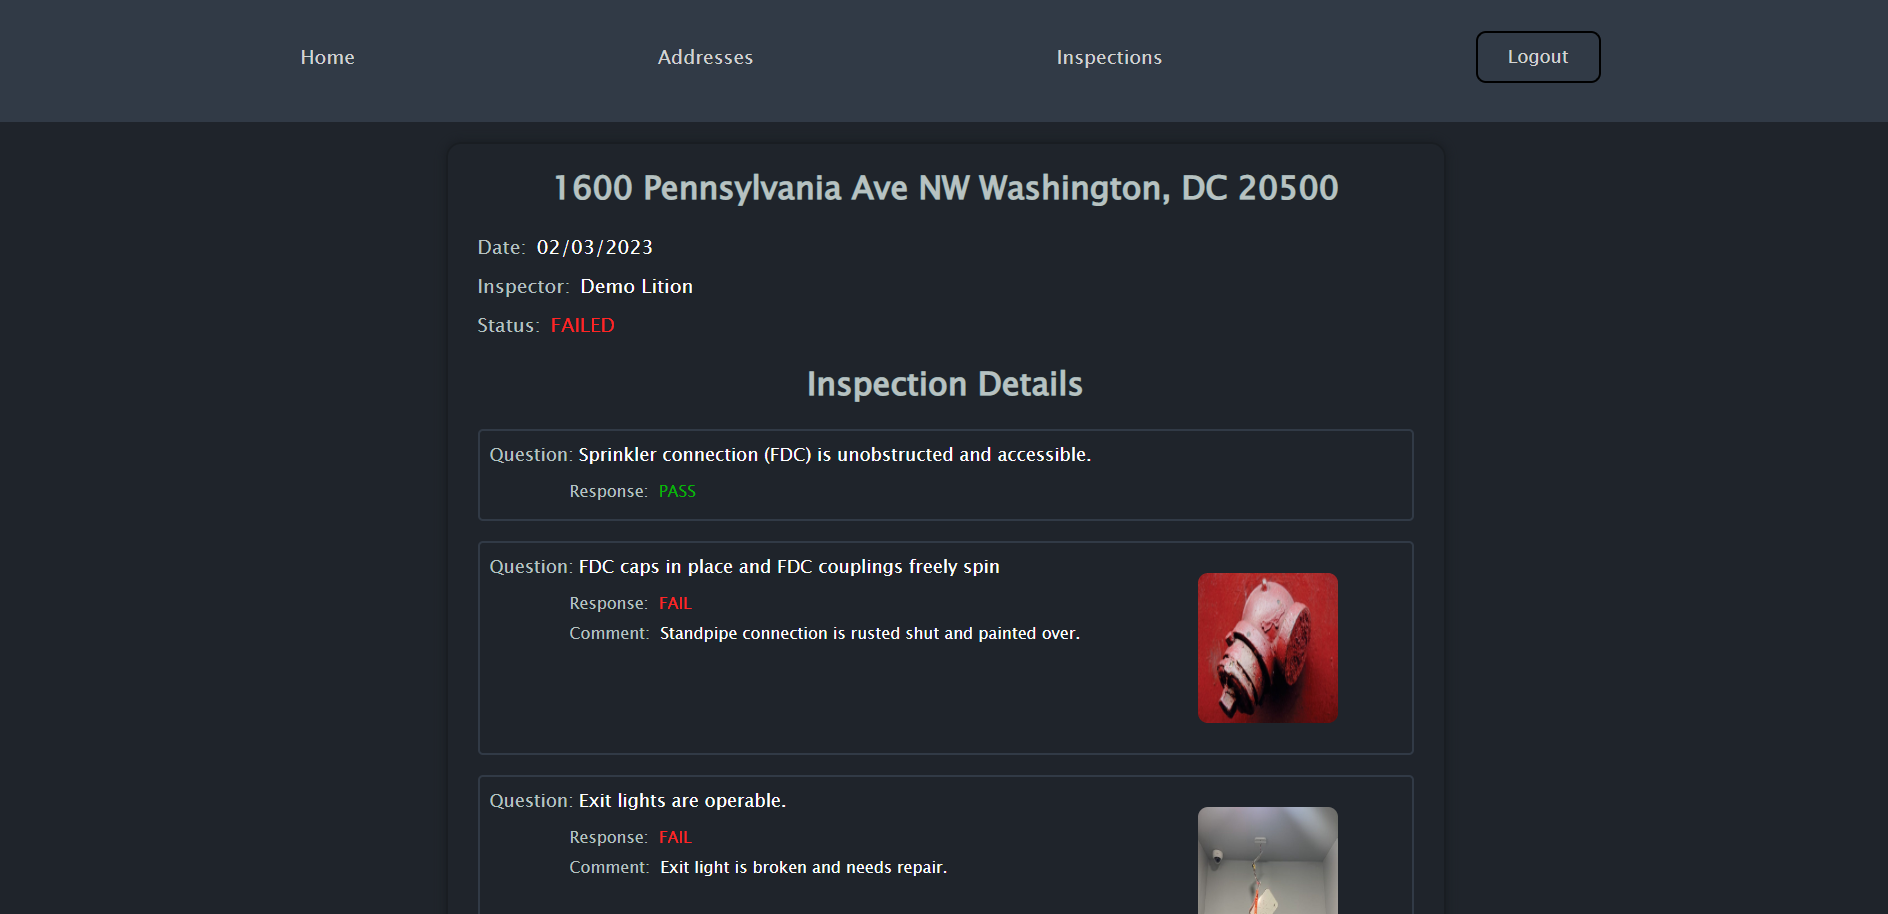 Home Addresses Inspections Logout
1600 Pennsylvania Ave NW Washington, DC 20500
Date: 02/03/2023
Inspector: Demo Lition
Status: FAILED
Inspection Details
Question: Sprinkler connection (FDC) is unobstructed and accessible.
Response: PASS
Question: FDC caps in place and FDC couplings freely spin
Response: FAIL
Comment: Standpipe connection is rusted shut and painted over.
Question: Exit lights are operable.
Response: FAIL
Comment: Exit light is broken and needs repair.